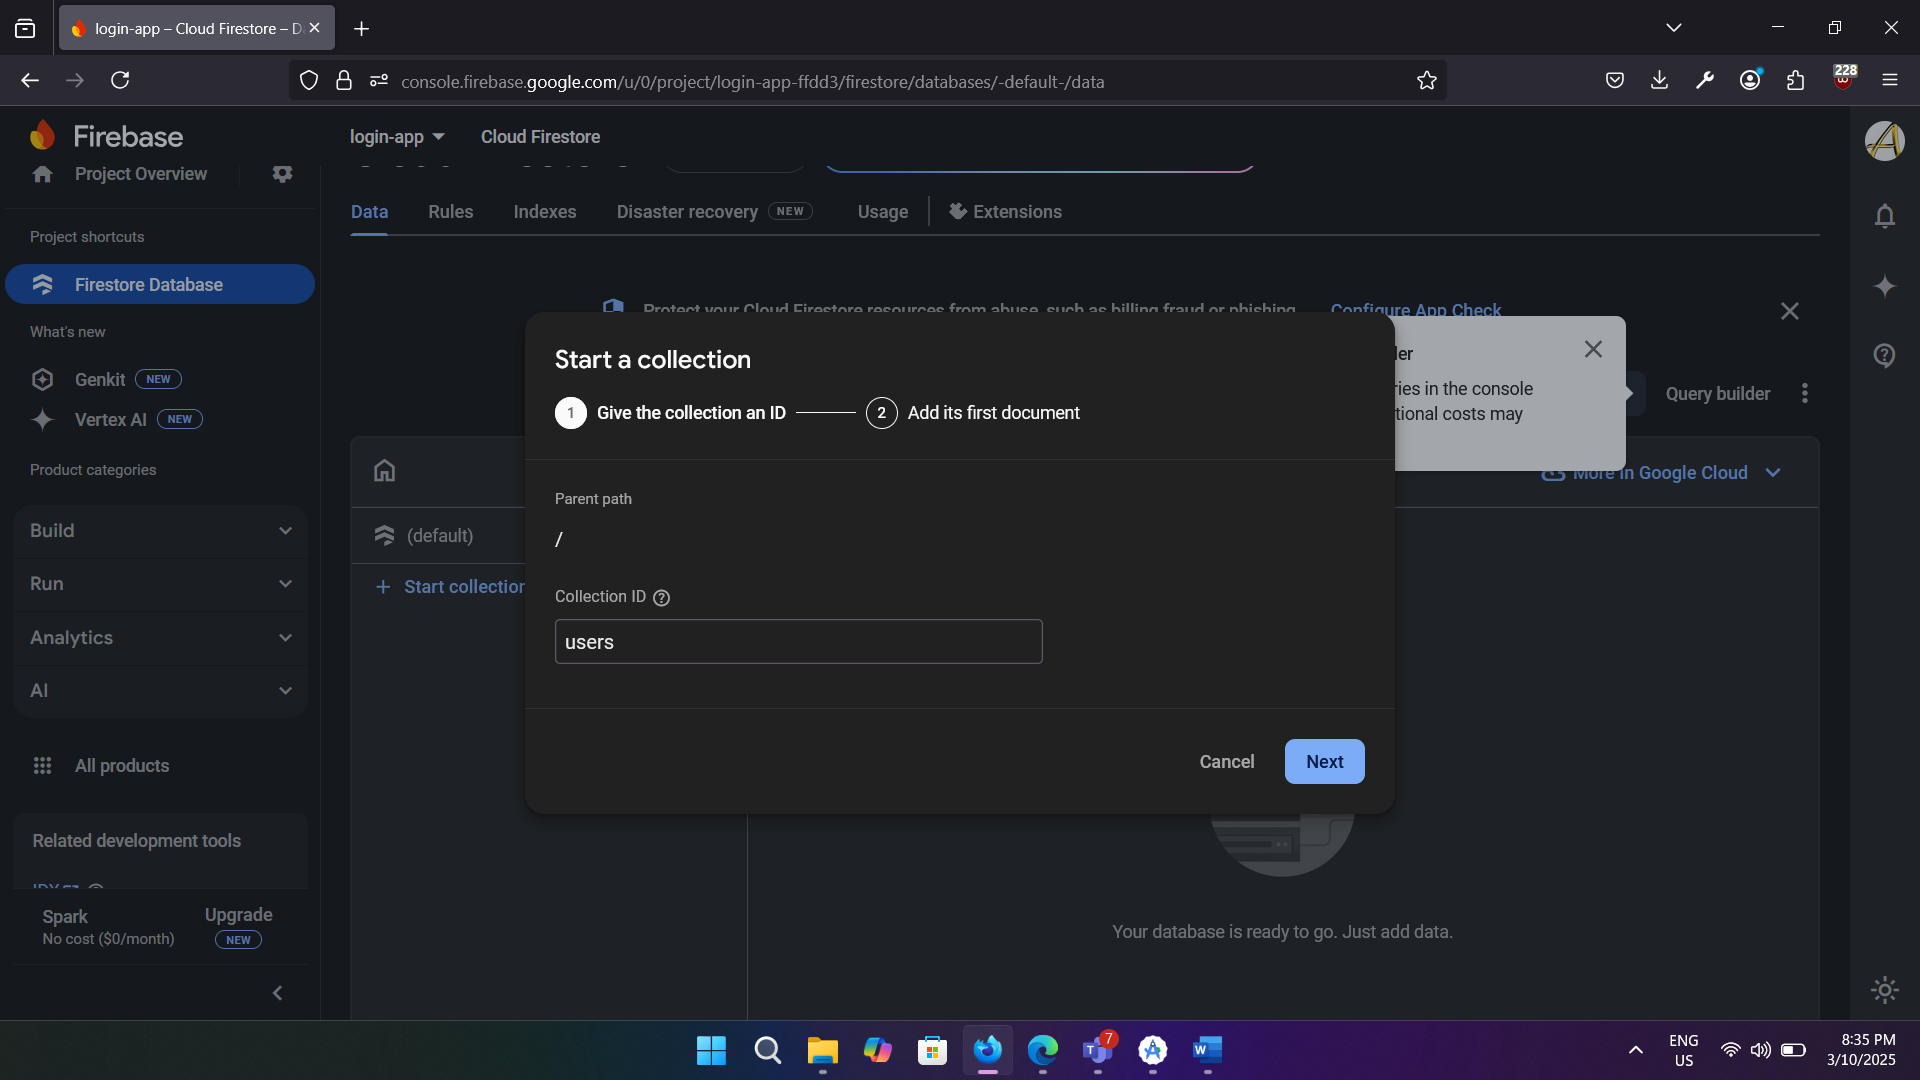 login-app – Cloud Firestore – D
console.firebase.google.com/u/0/project/login-app-ffdd3/firestore/databases/-default-/data
228
Firebase
login-app
Cloud Firestore
Project Overview
Data
Rules
Indexes
Disaster recovery
NEW
Usage
Extensions
Project shortcuts
Firestore Database
What's new
Genkit
NEW
Vertex AI
NEW
Product categories
Build
Run
Analytics
AI
All products
Related development tools
Spark
No cost ($0/month)
Upgrade
NEW
Protect your Cloud Firestore resources from abuse, such as billing fraud or phishing
Configure App Check
ries in the console
tional costs may
Query builder
More in Google Cloud
(default)
Start collection
Start a collection
1
Give the collection an ID
2
Add its first document
Parent path
/
Collection ID
users
Cancel
Next
Your database is ready to go. Just add data.
7
ENG
US
8:35 PM
3/10/2025